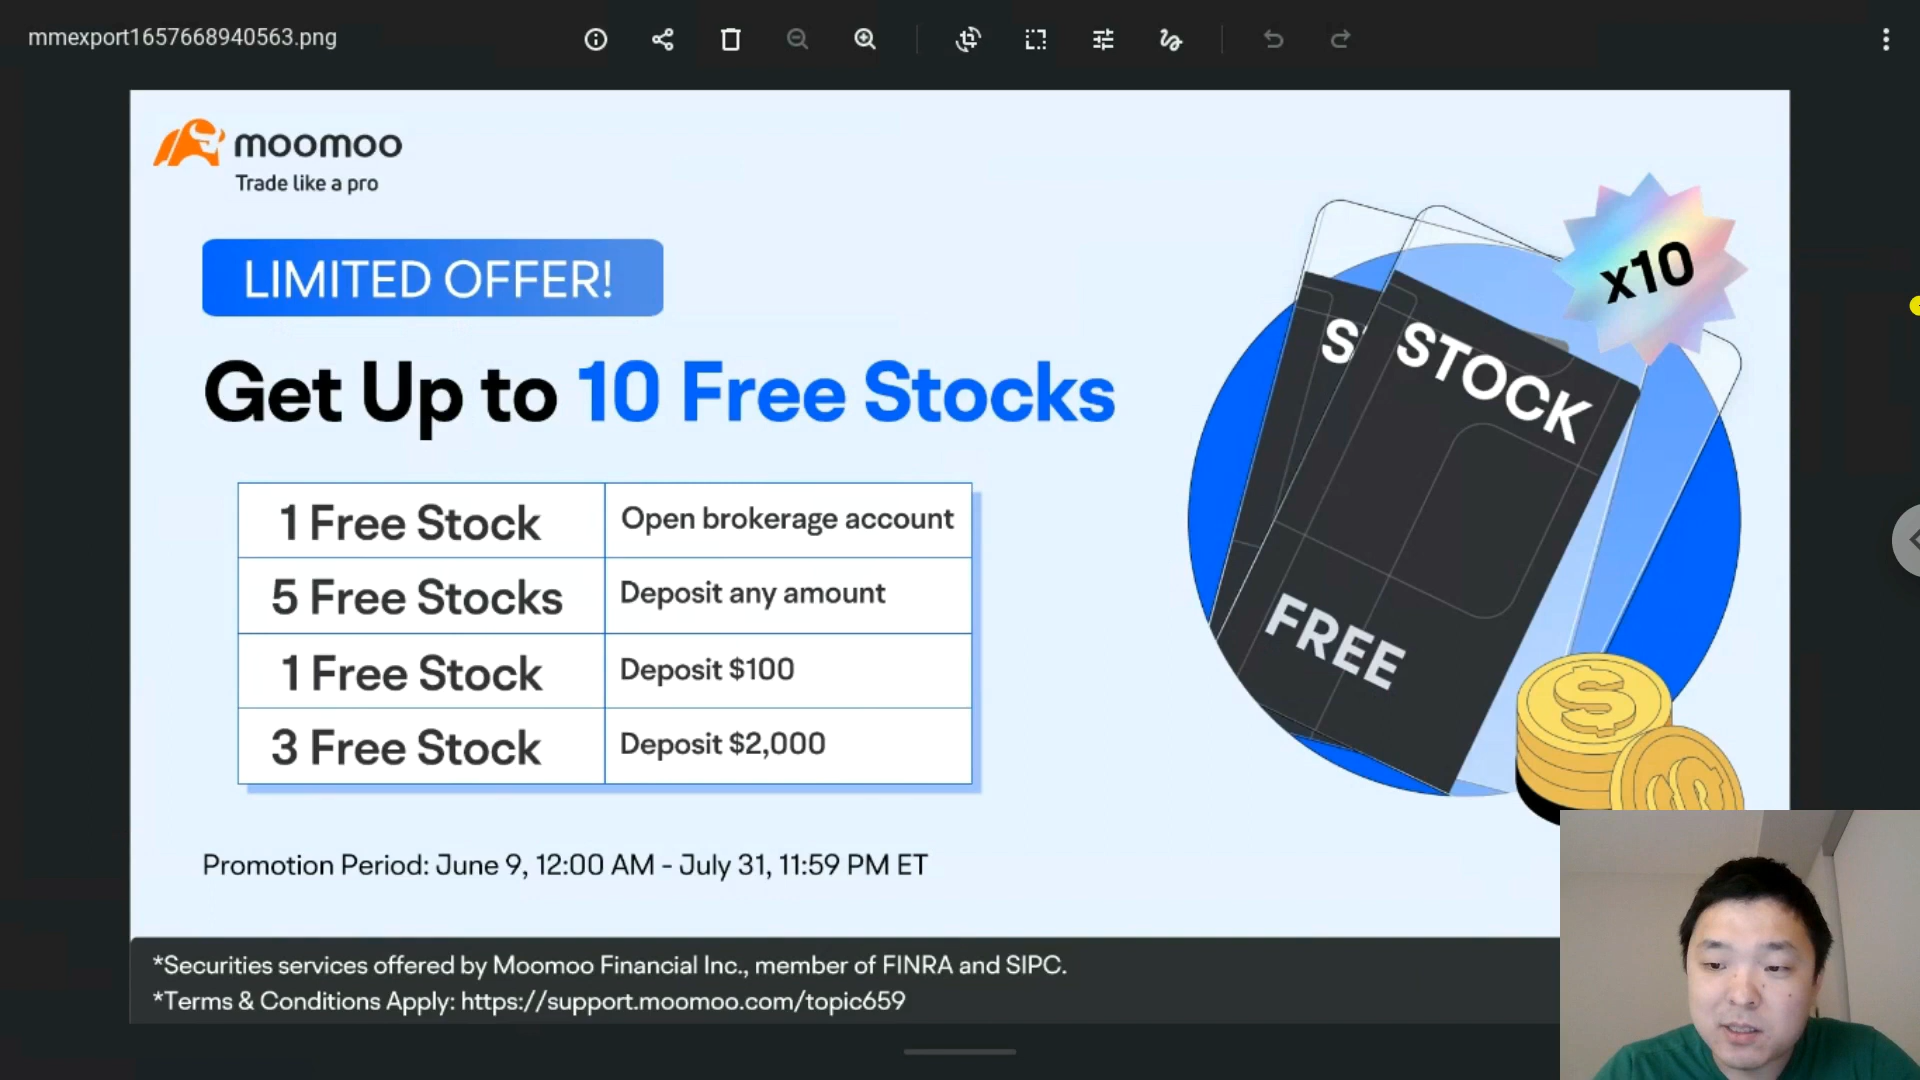 mmexport1657668940563.png
moomoo
Trade like a pro
LIMITED OFFER!
Get Up to 10 Free Stocks
1 Free Stock Open brokerage account
5 Free Stocks Deposit any amount
1 Free Stock Deposit $100
3 Free Stock Deposit $2,000
Promotion Period: June 9, 12:00 AM - July 31, 11:59 PM ET
x10
S
STOCK
FREE
*Securities services offered by Moomoo Financial Inc., member of FINRA and SIPC.
*Terms & Conditions Apply: https://support.moomoo.com/topic659